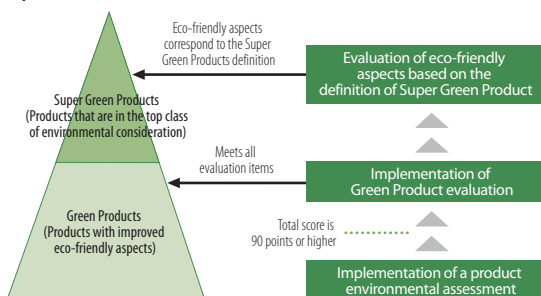 Eco-friendly aspects
correspond to the Super
Green Products definition
Evaluation of eco-friendly
aspects based on the
definition of Super Green Product
Super Green Products
(Products that are in the top class
of environmental consideration)
Meets all
evaluation items
Implementation of
Green Product evaluation
Green Products
(Products with improved
eco-friendly aspects)
Total score is
90 points or higher
Implementation of a product
environmental assessment